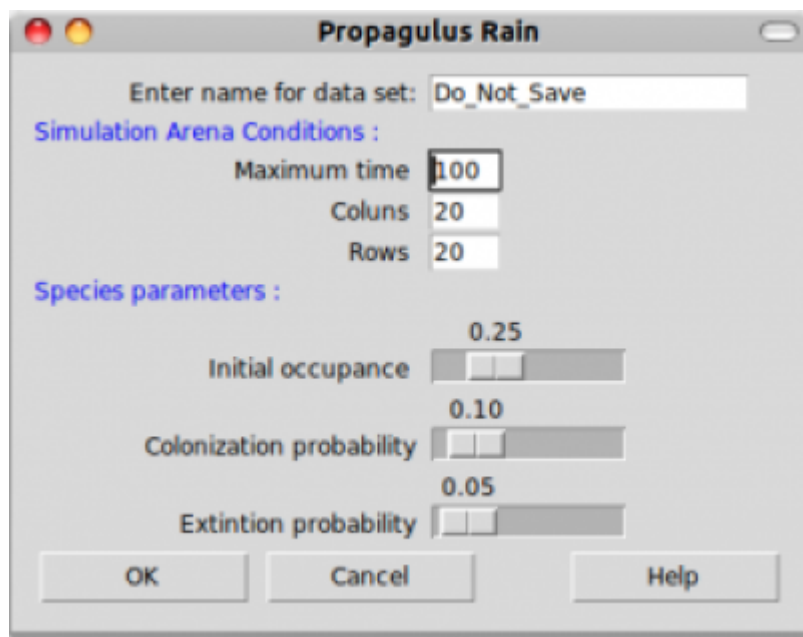 Propagulus Rain
Enter name for data set: Do_Not_Save
Simulation Arena Conditions :
Maximum time 100
Coluns 20
Rows 20
Species parameters :
0.25
Initial occupance
0.10
Colonization probability
0.05
Extintion probability
OK Cancel Help